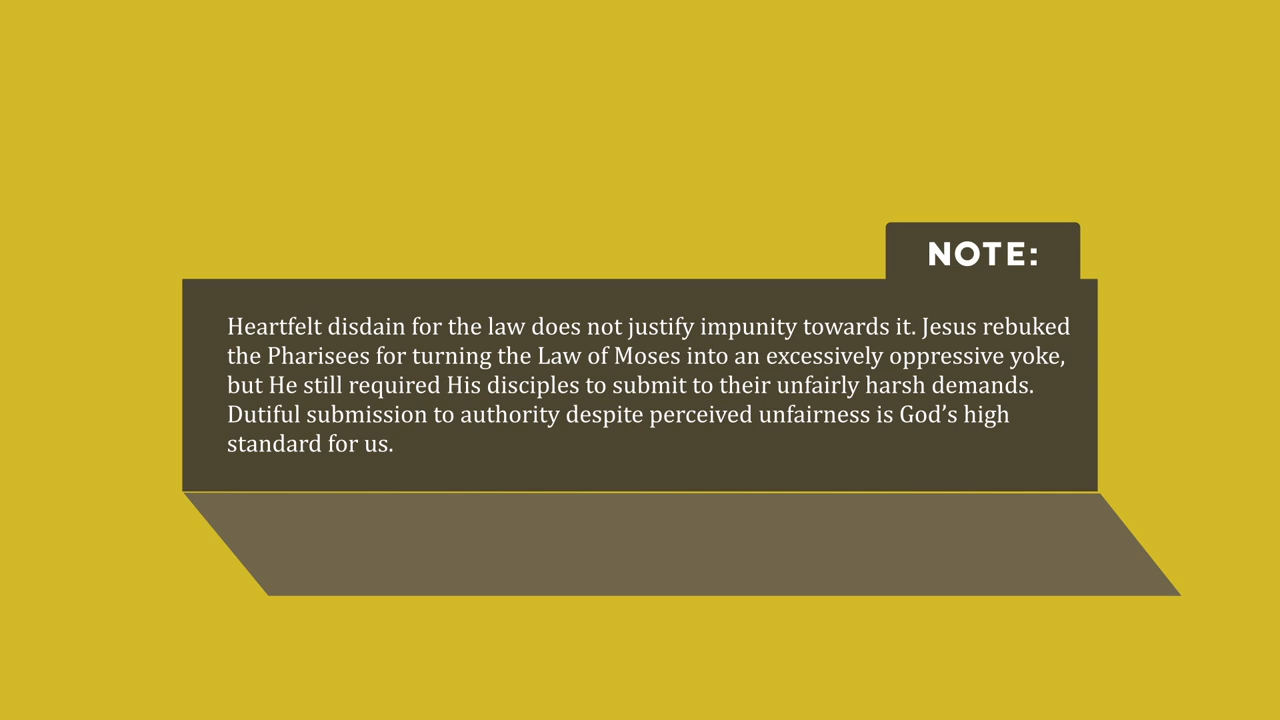 NOTE:
Heartfelt disdain for the law does not justify impunity towards it. Jesus rebuked
the Pharisees for turning the Law of Moses into an excessively oppressive yoke,
but He still required His disciples to submit to their unfairly harsh demands.
Dutiful submission to authority despite perceived unfairness is God’s high
standard for us.